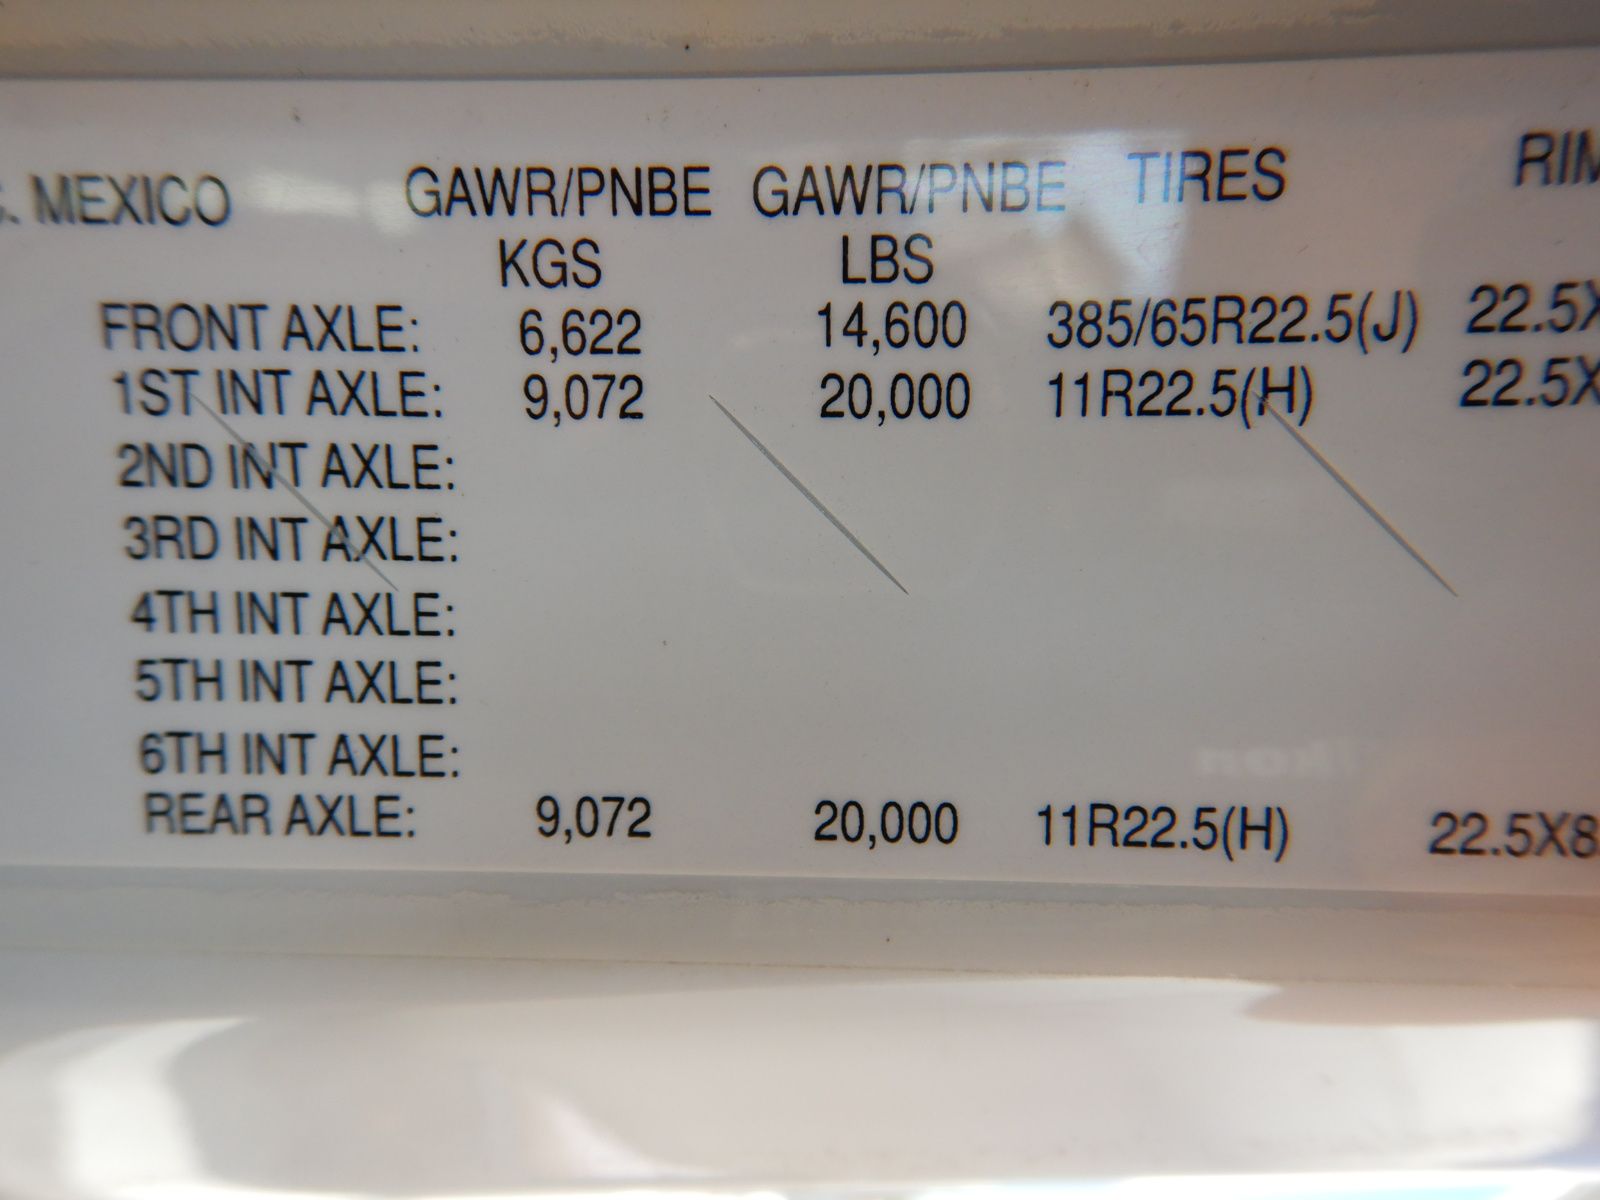 . MEXICO GAWR/PNBE GAWR/PNBE TIRES RIM
KGS LBS
FRONT AXLE: 6,622 14,600 385/65R22.5(J) 22.5X
1ST INT AXLE: 9,072 20,000 11R22.5(H) 22.5X
2ND INT AXLE:
3RD INT AXLE:
4TH INT AXLE:
5TH INT AXLE:
6TH INT AXLE:
REAR AXLE: 9,072 20,000 11R22.5(H) 22.5X8